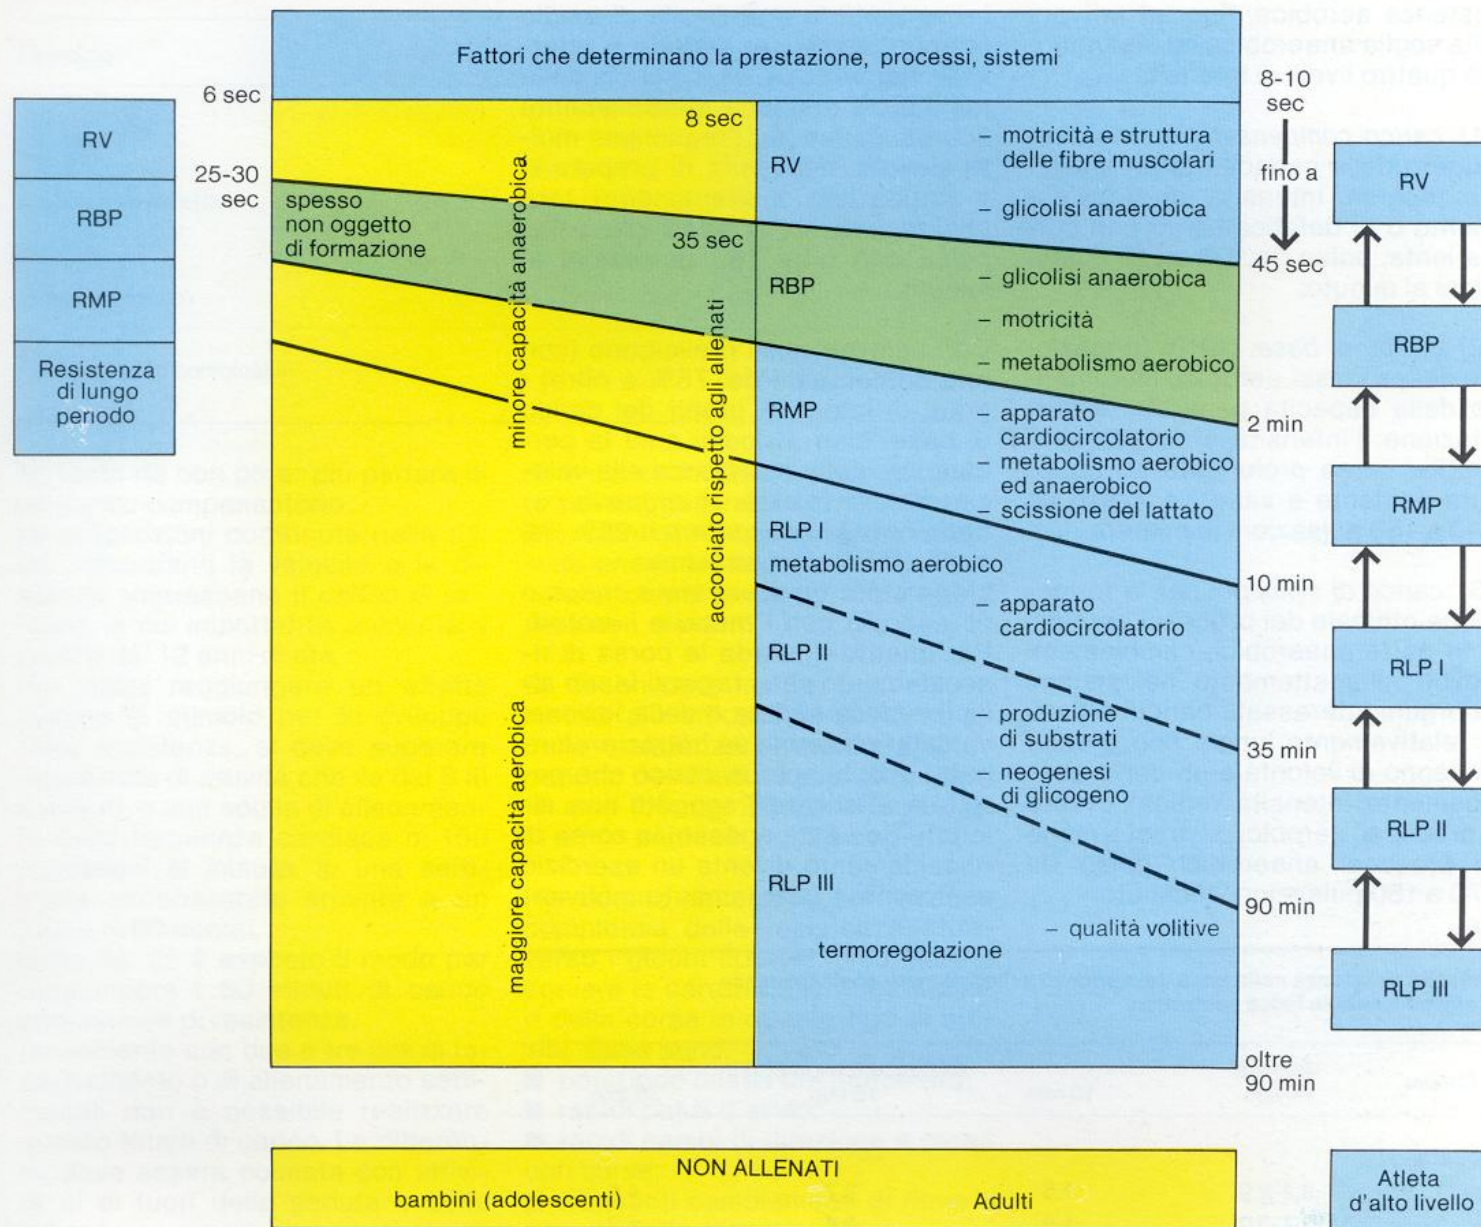 Fattori che determinano la prestazione, processi, sistemi
6 sec
RV
25-30
sec
RBP
RMP
Resistenza
di lungo
periodo
spesso
non oggetto
di formazione
minore capacità anaerobica
maggiore capacità aerobica
accorciato rispetto agli allenati
8 sec
RV
– motricità e struttura
delle fibre muscolari
– glicolisi anaerobica
35 sec
RBP
– glicolisi anaerobica
– motricità
– metabolismo aerobico
RMP
– apparato
cardiocircolatorio
– metabolismo aerobico
ed anaerobico
– scissione del lattato
RLP I
metabolismo aerobico
– apparato
cardiocircolatorio
RLP II
– produzione
di substrati
– neogenesi
di glicogeno
RLP III
– qualità volitive
termoregolazione
8-10
sec
fino a
45 sec
2 min
10 min
35 min
90 min
oltre
90 min
RV
RBP
RMP
RLP I
RLP II
RLP III
NON ALLENATI
bambini (adolescenti)
Adulti
Atleta
d'alto livello